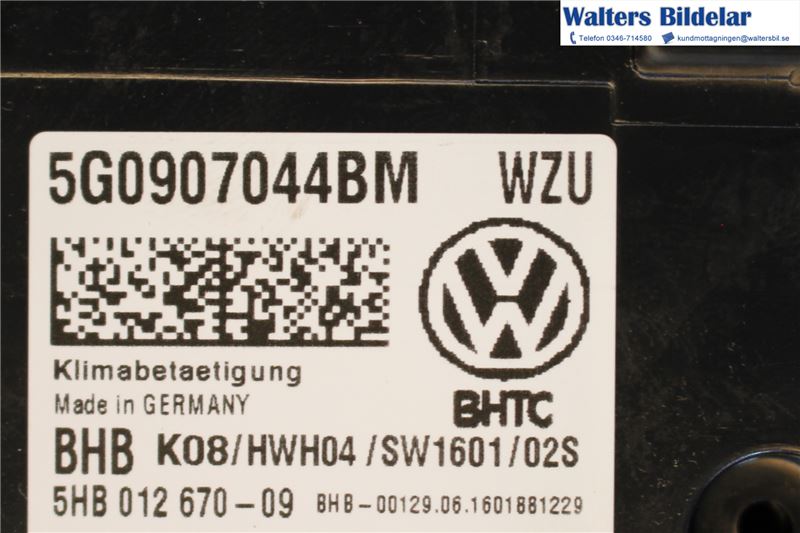 Walters Bildelar
Telefon 0346-714580 kundmottagningen@waltersbil.se
5G0907044BM WZU
Klimabetaetigung
Made in GERMANY
BHTC
BHB K08/HWH04/SW1601/02S
5HB 012 670-09 BHB-00129.06.1601881229